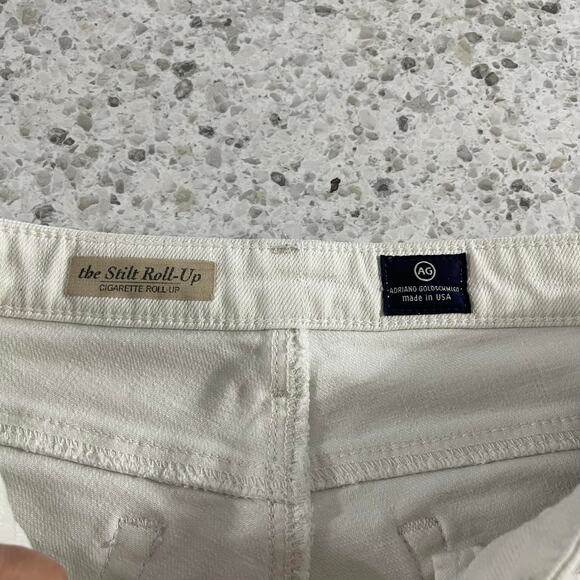 the Stilt Roll-Up
CIGARETTE ROLL-UP
AG
ADRIANO GOLDSCHMIED
made in USA